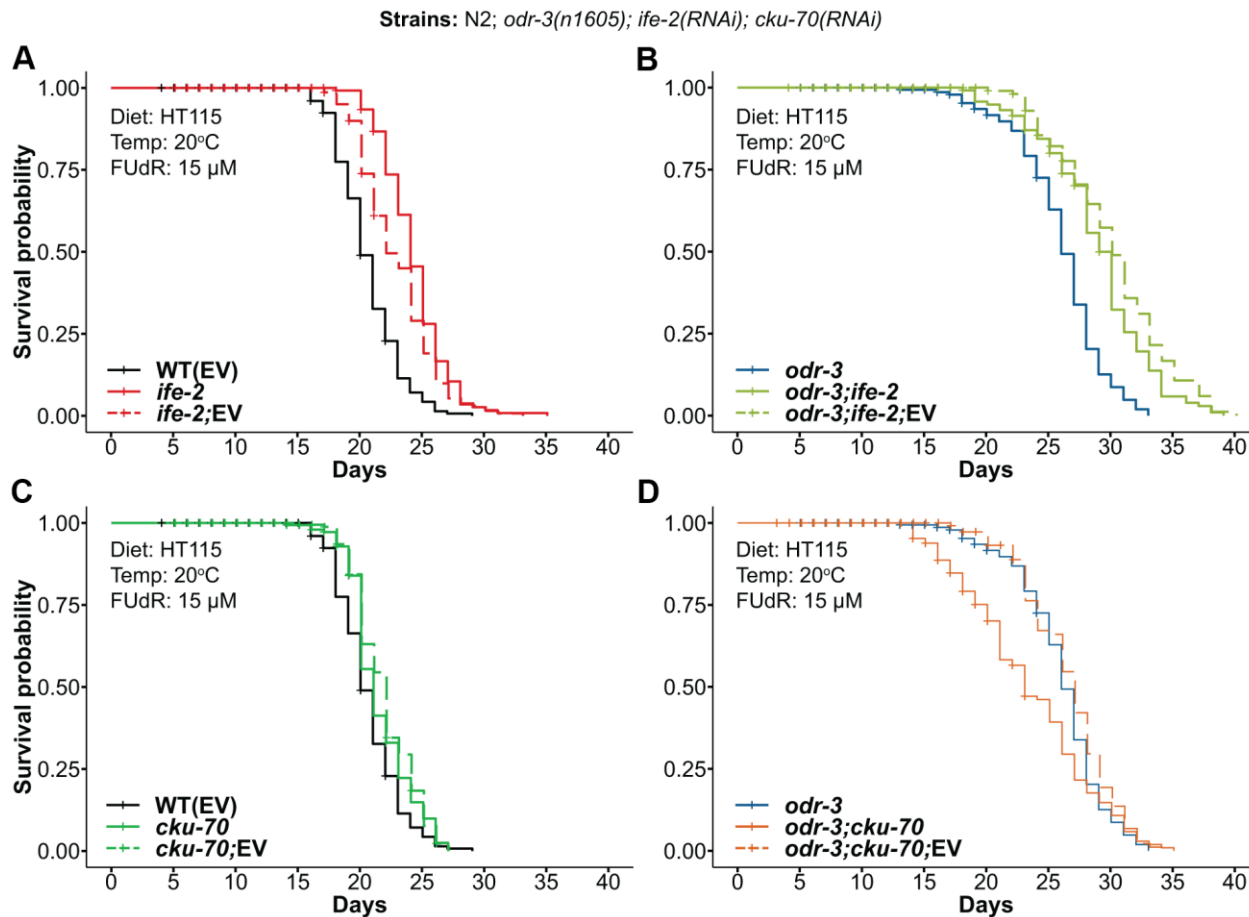 Strains: N2; odr-3(n1605); ife-2(RNAi); cku-70(RNAi)
A
Survival probability
1.00
0.75
0.50
0.25
0.00
Diet: HT115
Temp: 20°C
FUdR: 15 µM
WT(EV)
ife-2
ife-2;EV
0 5 10 15 20 25 30 35 40
Days
B
1.00
0.75
0.50
0.25
0.00
Diet: HT115
Temp: 20°C
FUdR: 15 µM
odr-3
odr-3;ife-2
odr-3;ife-2;EV
0 5 10 15 20 25 30 35 40
Days
C
Survival probability
1.00
0.75
0.50
0.25
0.00
Diet: HT115
Temp: 20°C
FUdR: 15 µM
WT(EV)
cku-70
cku-70;EV
0 5 10 15 20 25 30 35 40
Days
D
1.00
0.75
0.50
0.25
0.00
Diet: HT115
Temp: 20°C
FUdR: 15 µM
odr-3
odr-3;cku-70
odr-3;cku-70;EV
0 5 10 15 20 25 30 35 40
Days